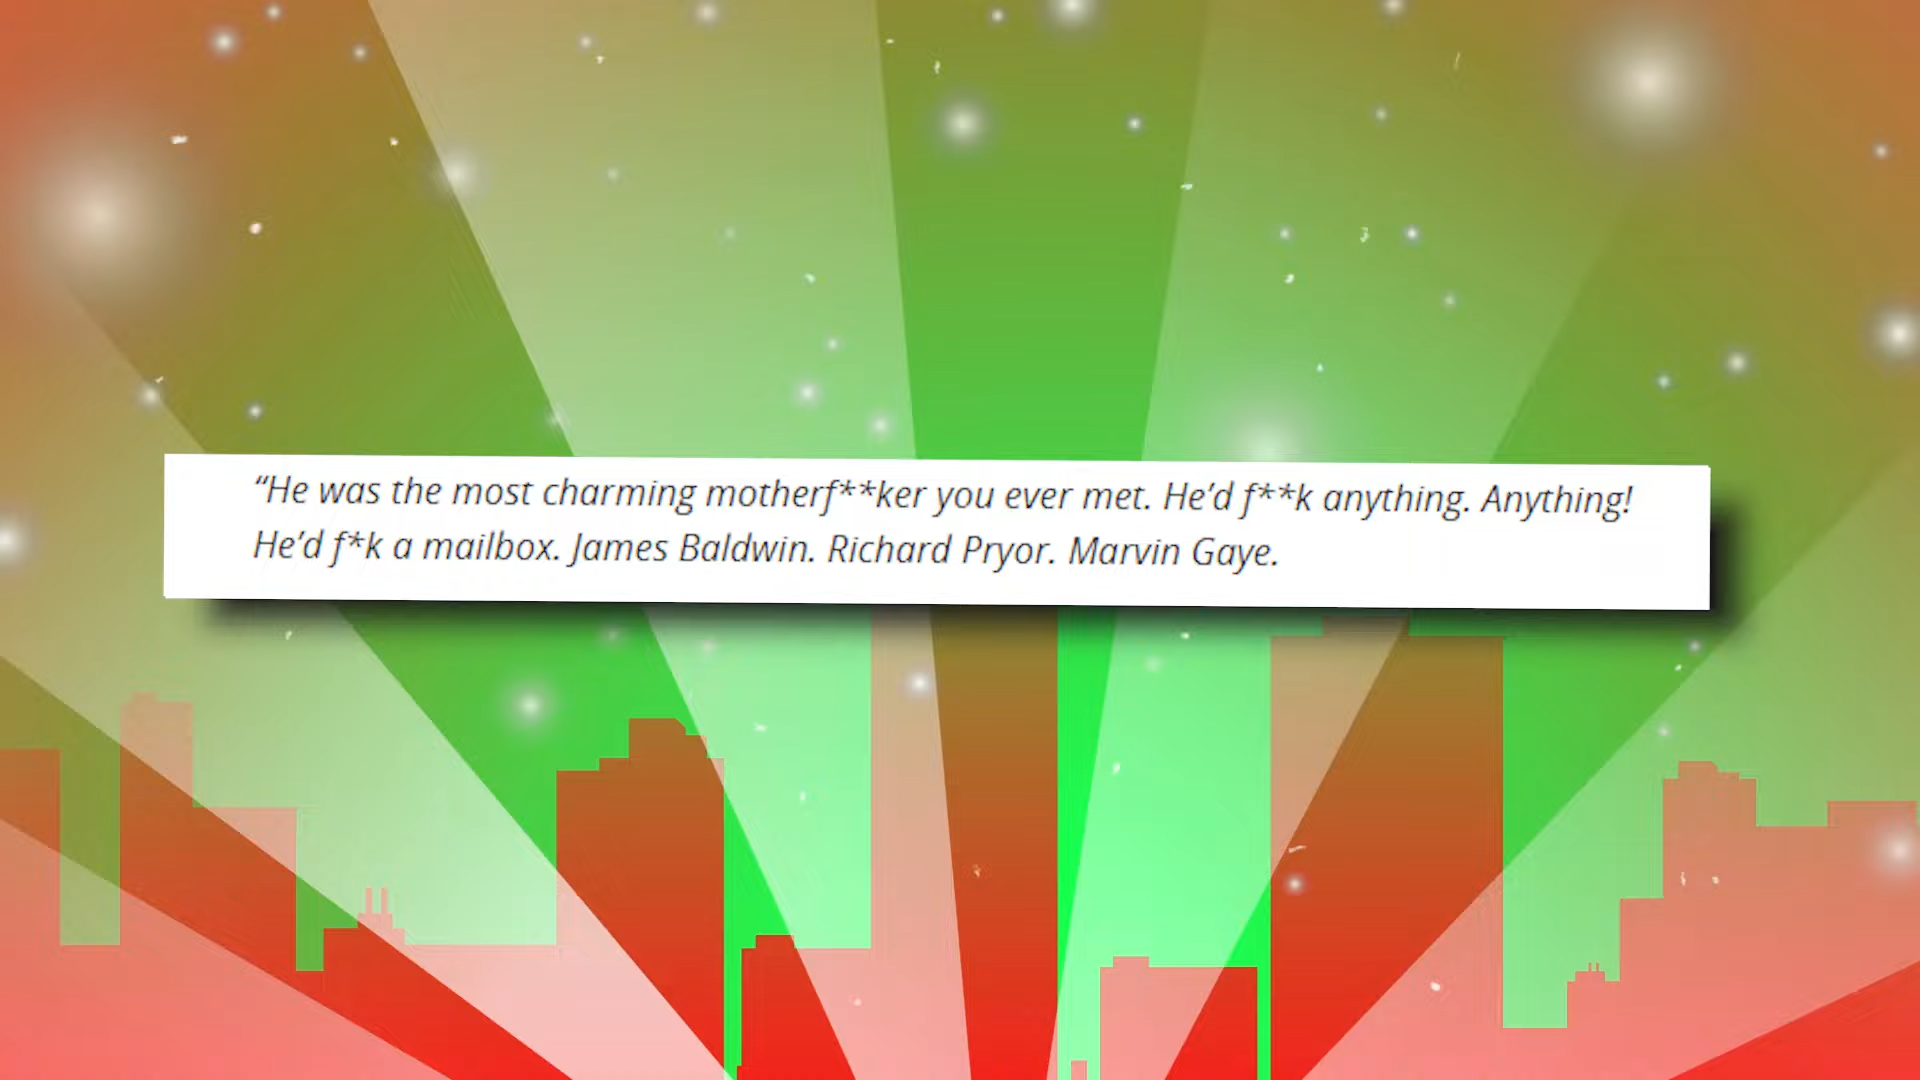 “He was the most charming motherf**ker you ever met. He’d f**k anything. Anything!
He’d f*k a mailbox. James Baldwin. Richard Pryor. Marvin Gaye.